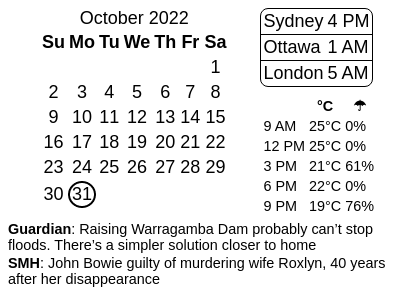 October 2022
Su Mo Tu We Th Fr Sa
1
2 3 4 5 6 7 8
9 10 11 12 13 14 15
16 17 18 19 20 21 22
23 24 25 26 27 28 29
30 31
Sydney 4 PM
Ottawa 1 AM
London 5 AM
°C ☂
9 AM 25°C 0%
12 PM 25°C 0%
3 PM 21°C 61%
6 PM 22°C 0%
9 PM 19°C 76%
Guardian: Raising Warragamba Dam probably can’t stop
floods. There’s a simpler solution closer to home
SMH: John Bowie guilty of murdering wife Roxlyn, 40 years
after her disappearance